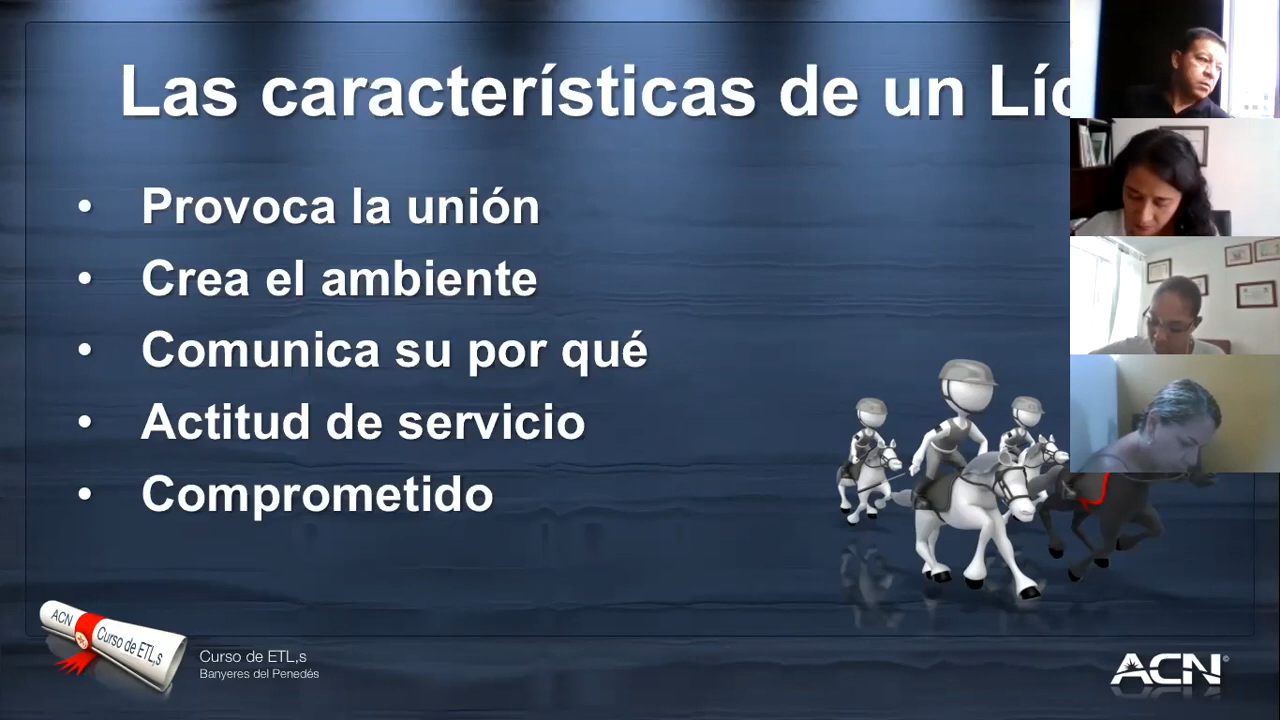 Las características de un Líd
• Provoca la unión
• Crea el ambiente
• Comunica su por qué
• Actitud de servicio
• Comprometido
ACN
Curso de ETL,s
Curso de ETL,s
Banyeres del Penedés
ACN©